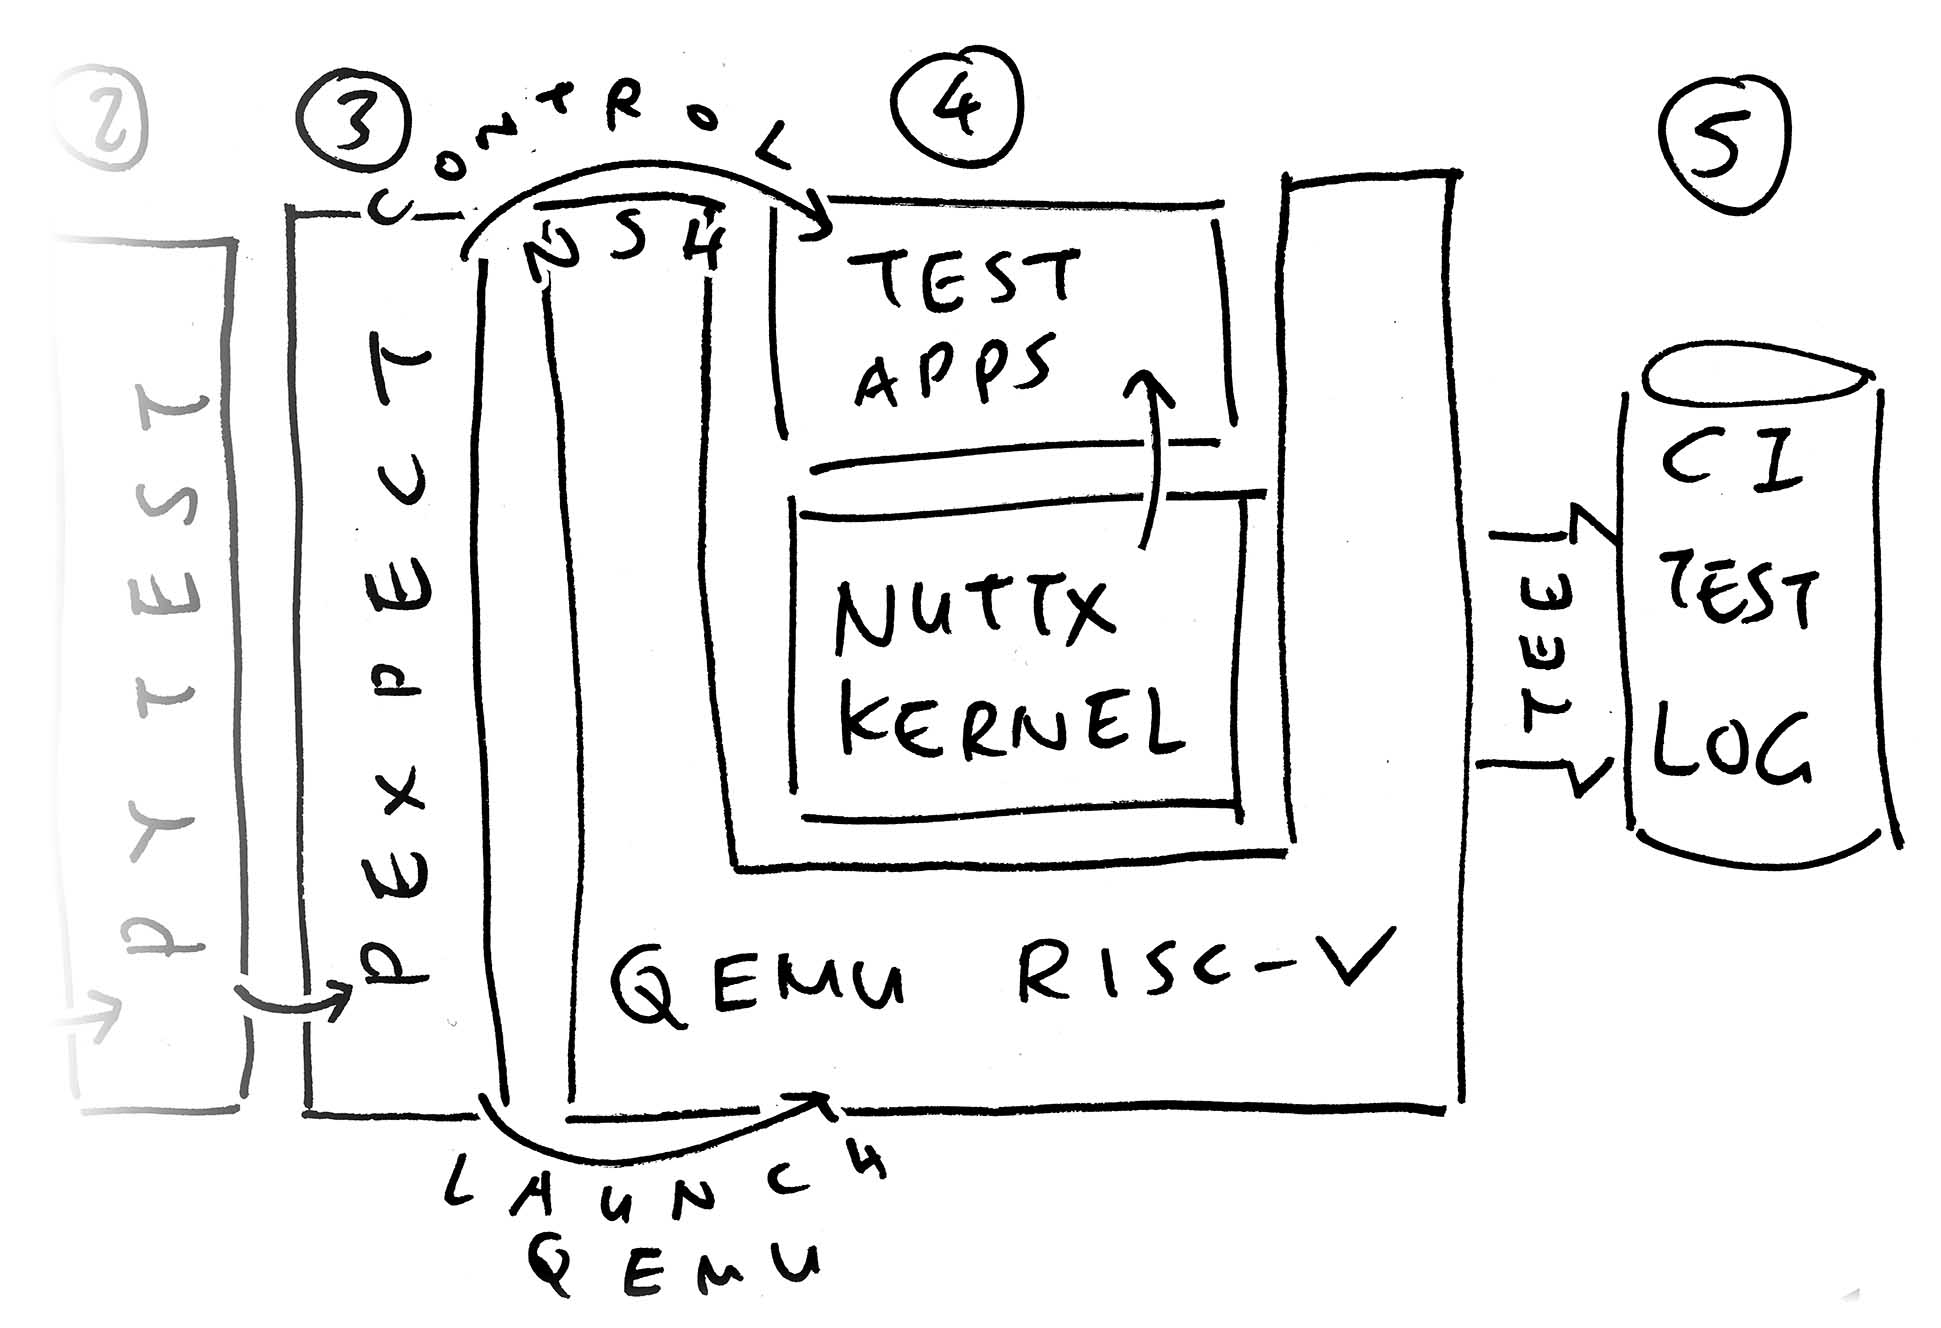 2
3
4
5
CONTROL
NSH
PYTEST
PEXPECT
TEST
APPS
NUTTX
KERNEL
QEMU RISC-V
TEE
CI
TEST
LOG
LAUNCH
QEMU